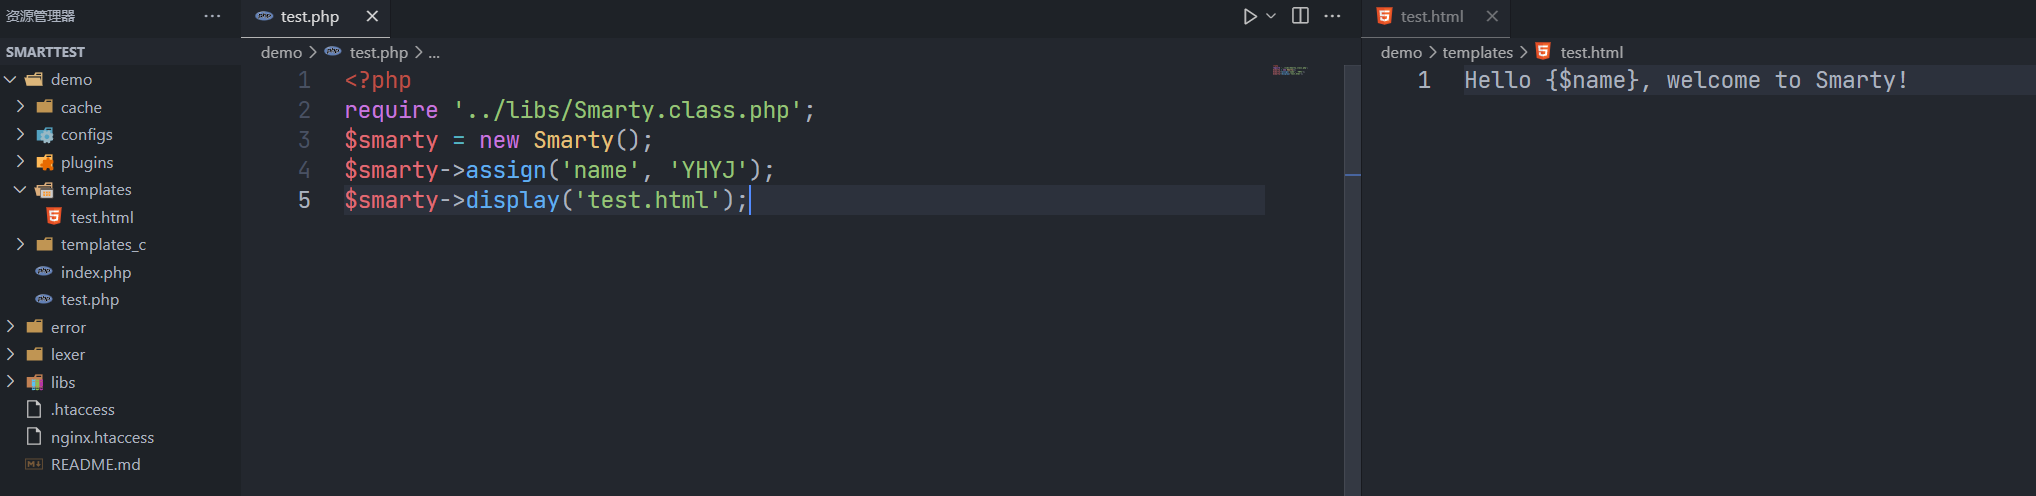 资源管理器 ...
SMARTTEST
demo
cache
configs
plugins
templates
test.html
templates_c
index.php
test.php
error
lexer
libs
.htaccess
nginx.htaccess
README.md
test.php
demo > test.php > ...
1 <?php
2 require '../libs/Smarty.class.php';
3 $smarty = new Smarty();
4 $smarty->assign('name', 'YHYJ');
5 $smarty->display('test.html');
test.html
demo > templates > test.html
1 Hello {$name}, welcome to Smarty!